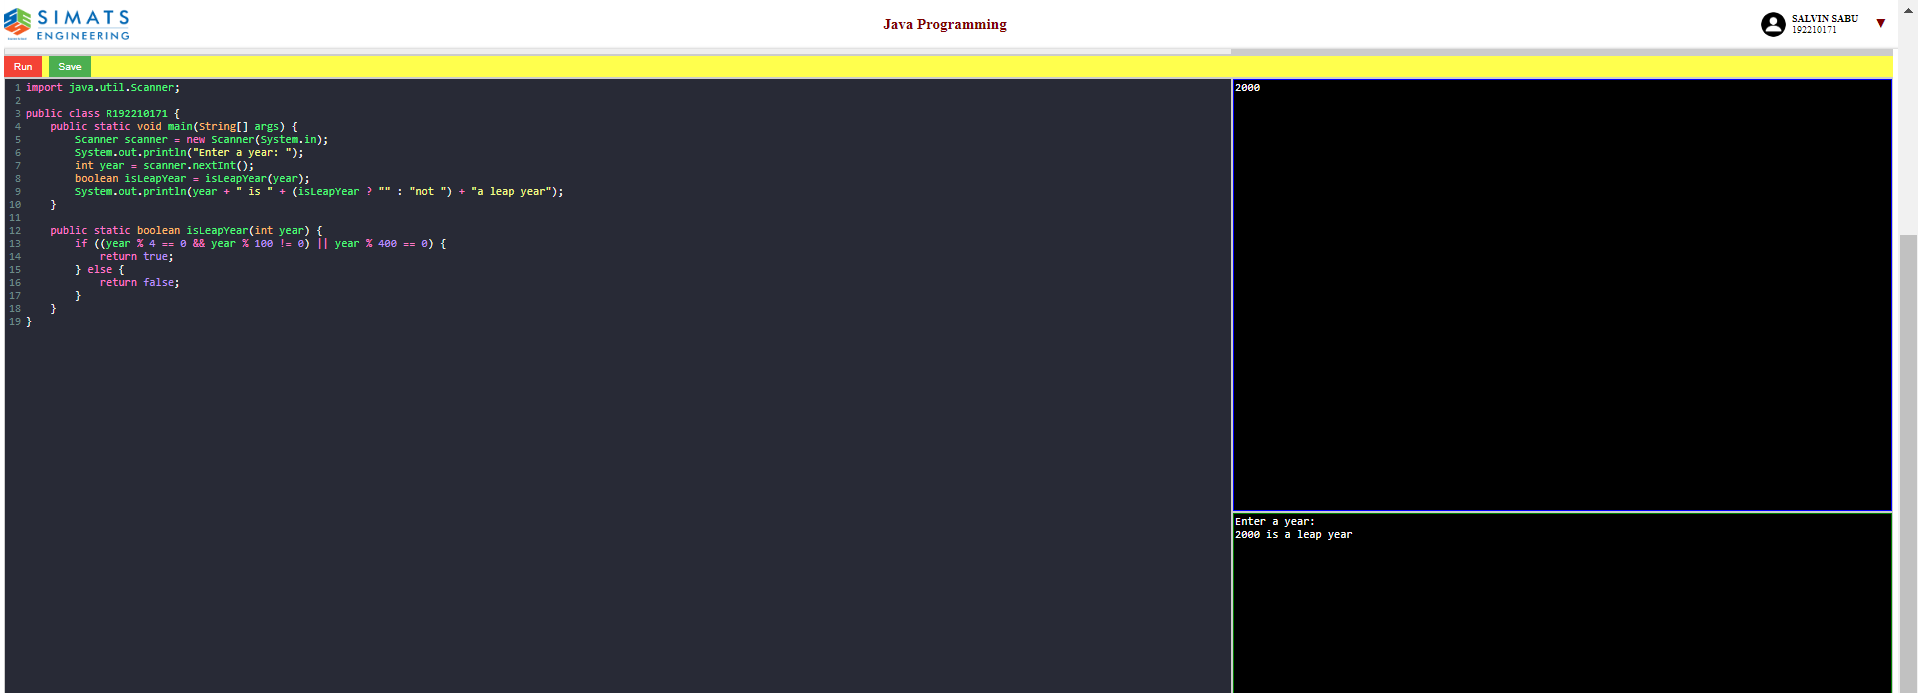 SIMATS
ENGINEERING
Java Programming
SALVIN SABU
192210171
Run Save
1 import java.util.Scanner;
2
3 public class R192210171 {
4     public static void main(String[] args) {
5         Scanner scanner = new Scanner(System.in);
6         System.out.println("Enter a year: ");
7         int year = scanner.nextInt();
8         boolean isLeapYear = isLeapYear(year);
9         System.out.println(year + " is " + (isLeapYear ? "" : "not ") + "a leap year");
10     }
11
12     public static boolean isLeapYear(int year) {
13         if ((year % 4 == 0 && year % 100 != 0) || year % 400 == 0) {
14             return true;
15         } else {
16             return false;
17         }
18     }
19 }
2000
Enter a year:
2000 is a leap year